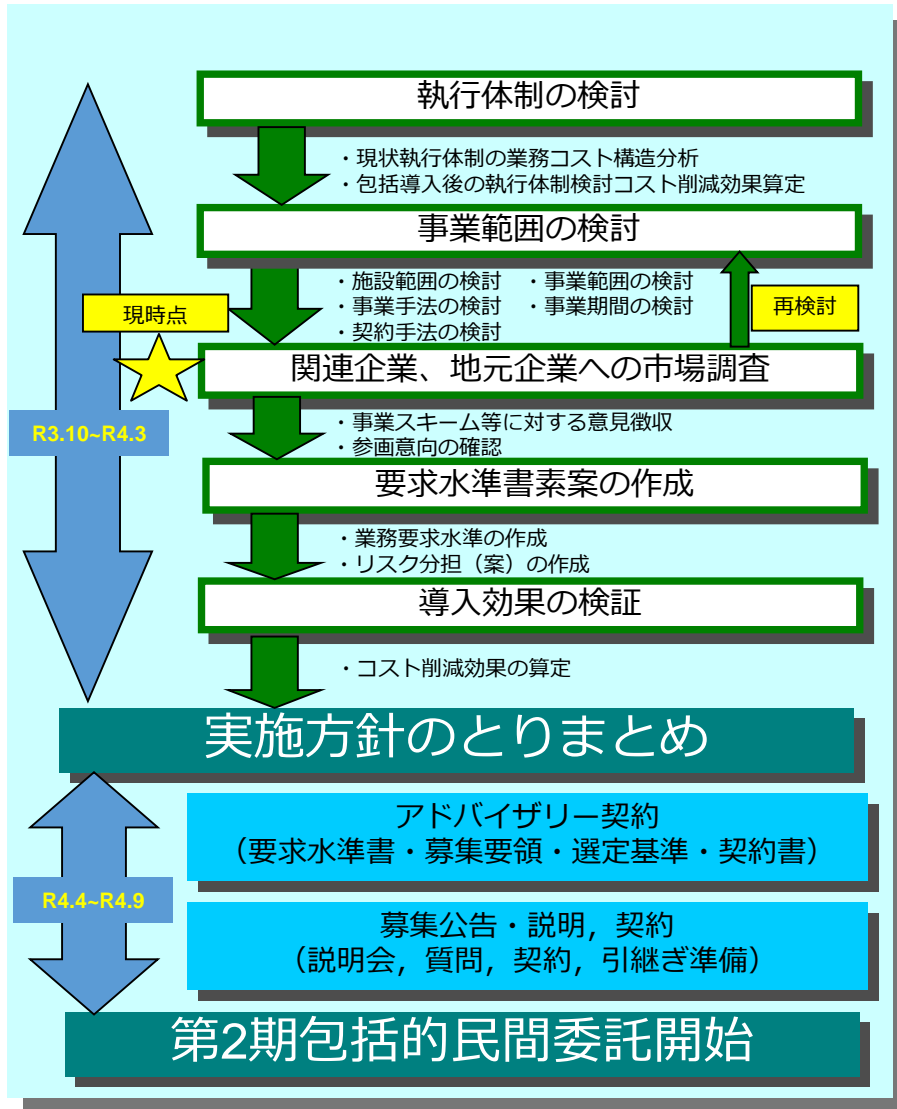 執行体制の検討
・現状執行体制の業務コスト構造分析
・包括導入後の執行体制検討コスト削減効果算定
事業範囲の検討
・施設範囲の検討 ・事業範囲の検討
・事業手法の検討 ・事業期間の検討
・契約手法の検討
再検討
現時点
関連企業、地元企業への市場調査
・事業スキーム等に対する意見徴収
・参画意向の確認
R3.10~R4.3
要求水準書素案の作成
・業務要求水準の作成
・リスク分担（案）の作成
導入効果の検証
・コスト削減効果の算定
実施方針のとりまとめ
アドバイザリー契約
（要求水準書・募集要領・選定基準・契約書）
R4.4~R4.9
募集公告・説明，契約
（説明会，質問，契約，引継ぎ準備）
第2期包括的民間委託開始